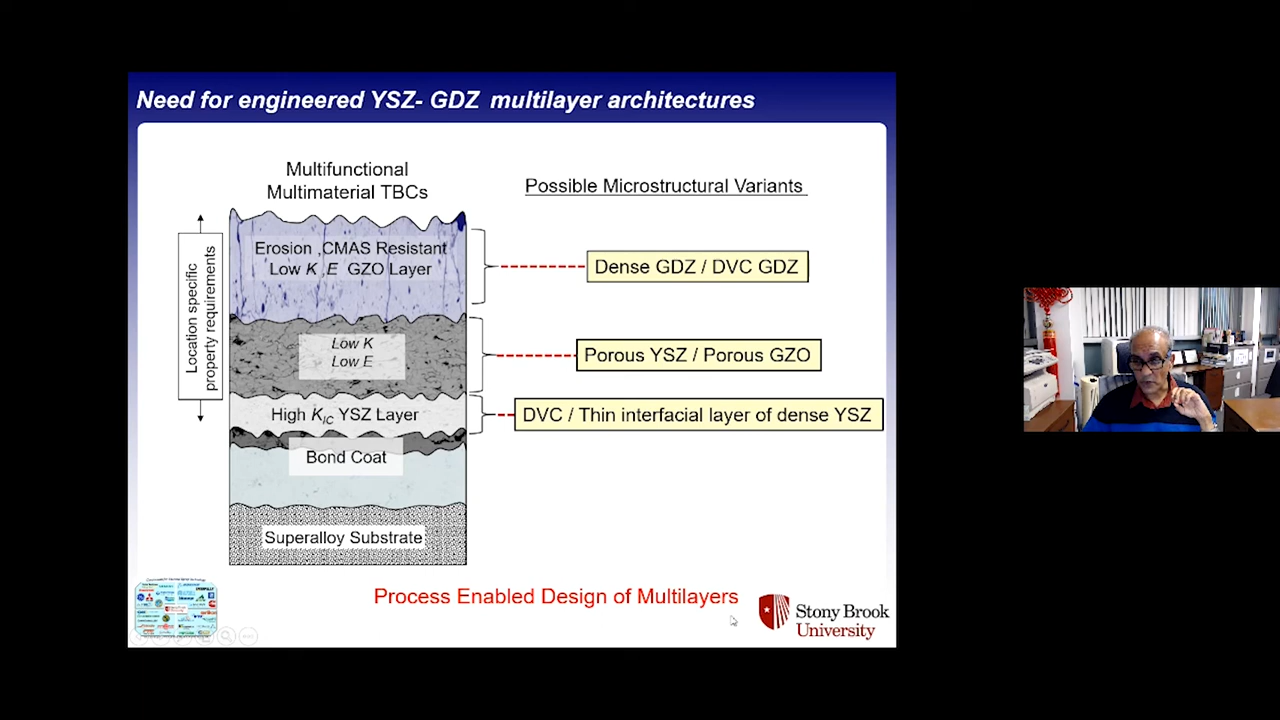 Need for engineered YSZ- GDZ multilayer architectures
Multifunctional
Multimaterial TBCs
Possible Microstructural Variants
Location specific
property requirements
Erosion ,CMAS Resistant
Low K ,E GZO Layer
Dense GDZ / DVC GDZ
Low K
Low E
Porous YSZ / Porous GZO
High KIC YSZ Layer
DVC / Thin interfacial layer of dense YSZ
Bond Coat
Superalloy Substrate
Process Enabled Design of Multilayers
Stony Brook
University